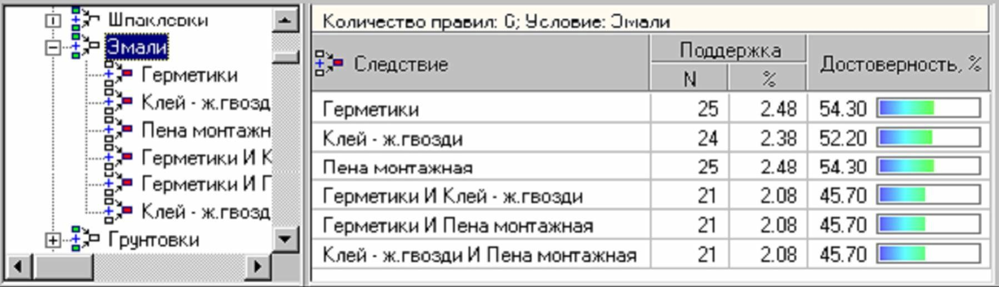 Шпаклевки
Эмали
Герметики
Клей - ж.гвозд
Пена монтажн
Герметики И К
Герметики И П
Клей - ж.гвозд
Грунтовки
Количество правил: 6; Условие: Эмали
Следствие Поддержка Достоверность, %
N %
Герметики 25 2.48 54.30
Клей - ж.гвозди 24 2.38 52.20
Пена монтажная 25 2.48 54.30
Герметики И Клей - ж.гвозди 21 2.08 45.70
Герметики И Пена монтажная 21 2.08 45.70
Клей - ж.гвозди И Пена монтажная 21 2.08 45.70